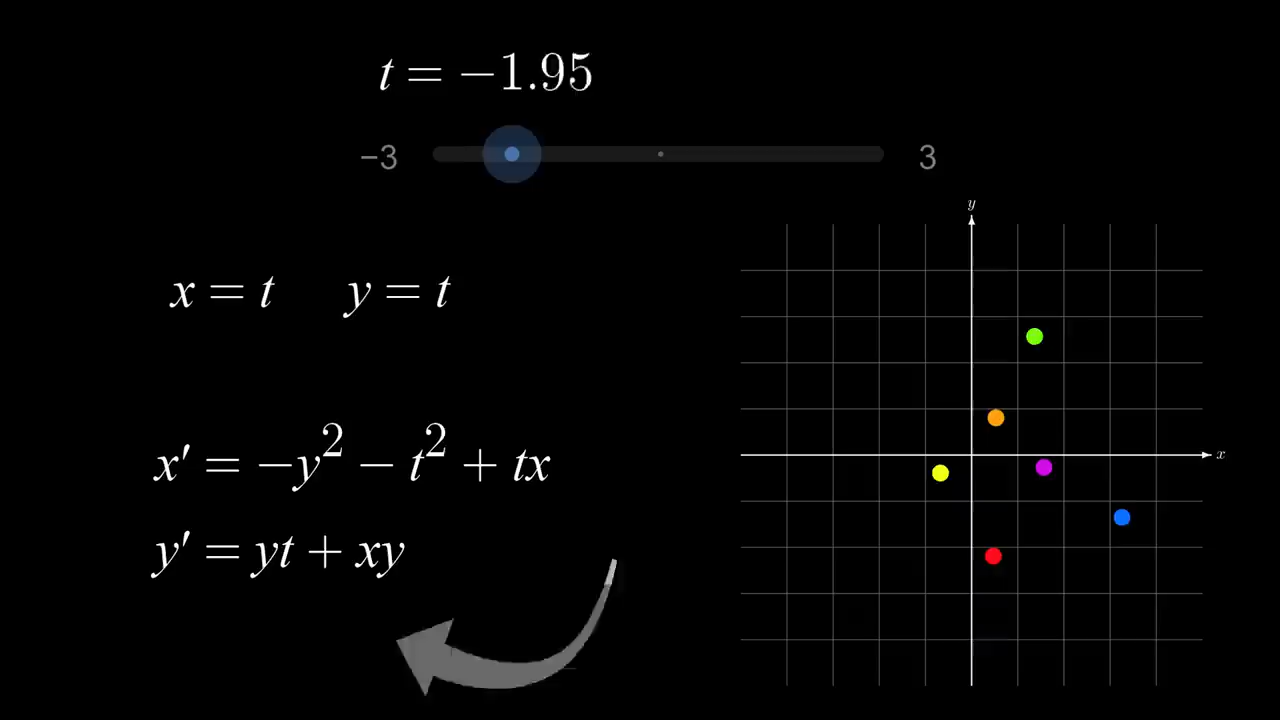 t = −1.95
−3 3
y
x = t y = t
x
x′ = −y² − t² + tx
y′ = yt + xy